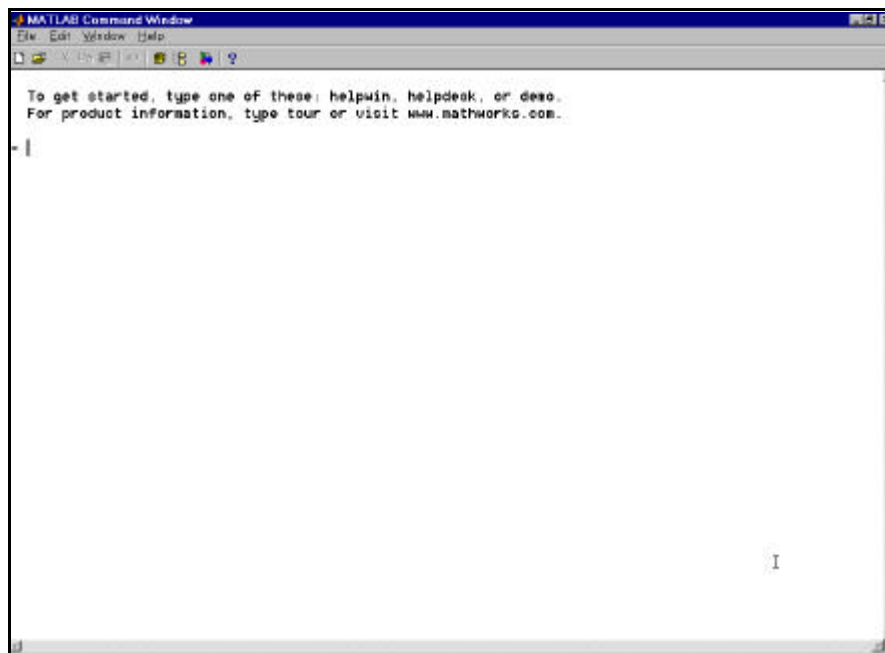 MATLAB Command Window
File Edit Window Help
?
To get started, type one of these: helpwin, helpdesk, or demo.
For product information, type tour or visit www.mathworks.com.